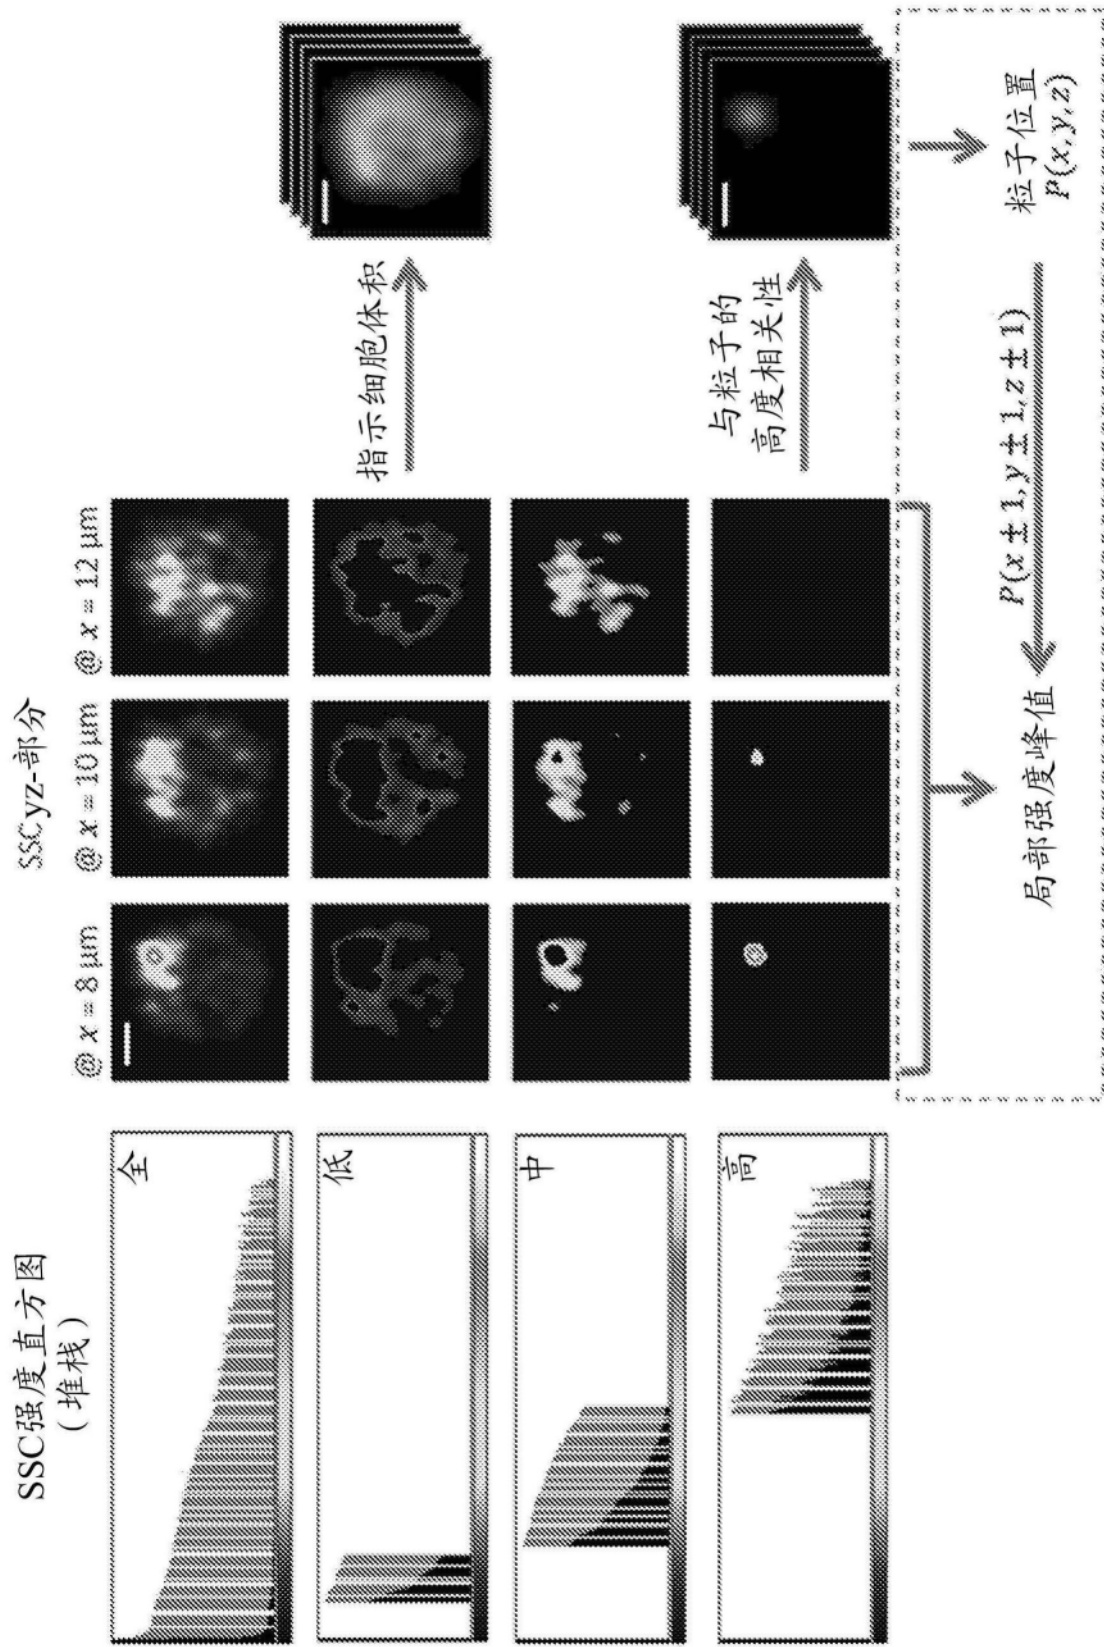 SSC强度直方图
(堆栈)
SSCyz-部分
@ x = 8 μm
@ x = 10 μm
@ x = 12 μm
全
低
中
高
指示细胞体积
与粒子的
高度相关性
局部强度峰值
P(x ± 1, y ± 1, z ± 1)
粒子位置
P(x, y, z)